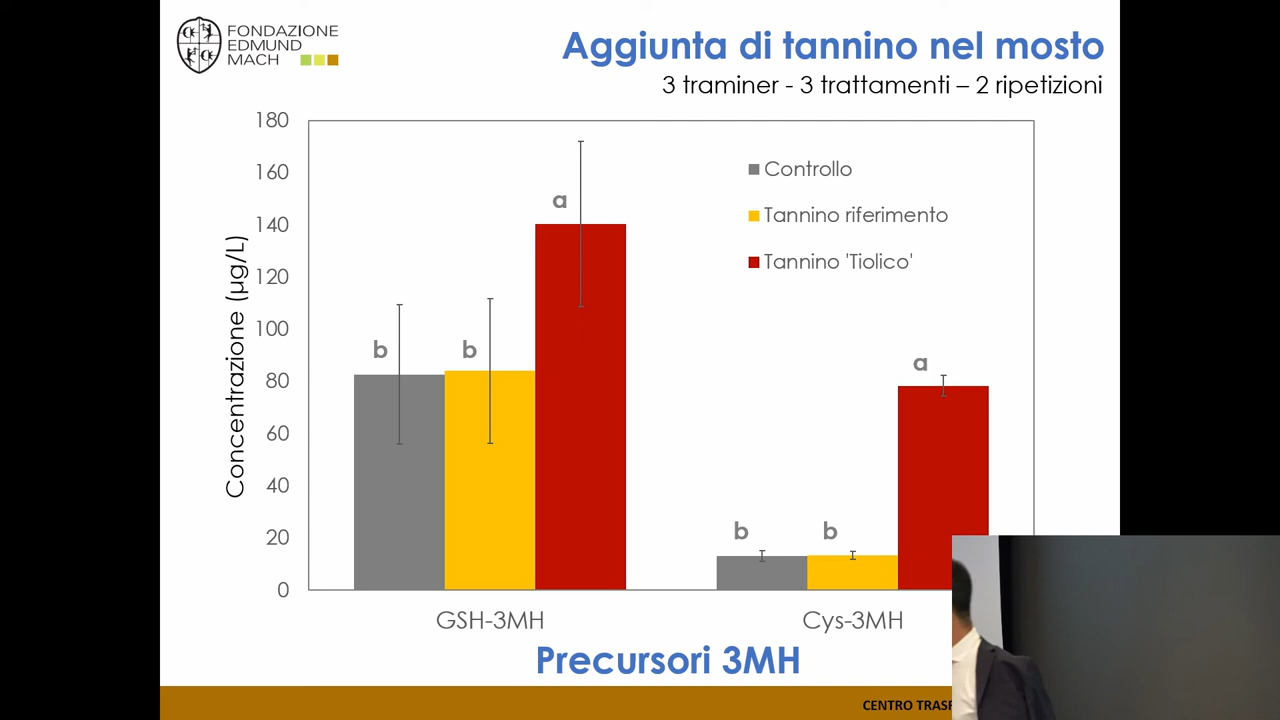 FONDAZIONE
EDMUND
MACH
Aggiunta di tannino nel mosto
3 traminer - 3 trattamenti – 2 ripetizioni
180
160
140
120
100
80
60
40
20
0
Concentrazione (µg/L)
Controllo
Tannino riferimento
Tannino 'Tiolico'
b
b
a
b
b
a
GSH-3MH
Cys-3MH
Precursori 3MH
CENTRO